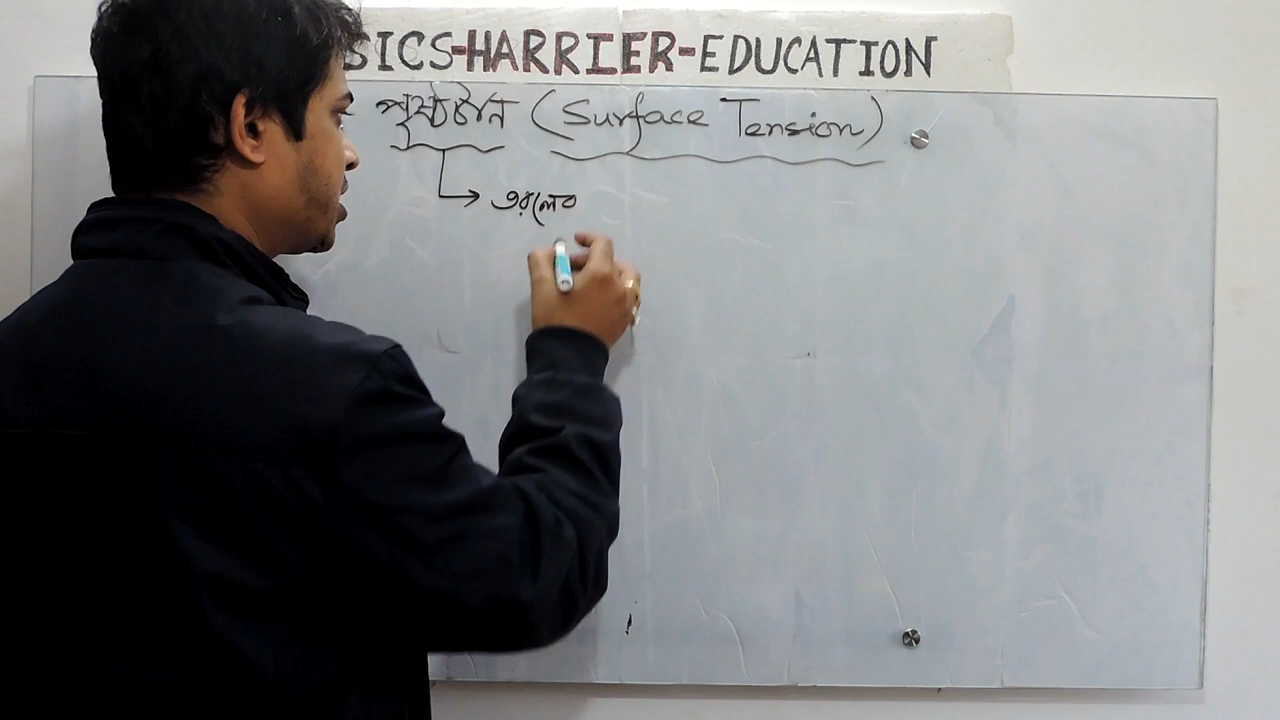 SICS-HARRIER-EDUCATION
পৃষ্ঠটান (Surface Tension)
→ তরলের